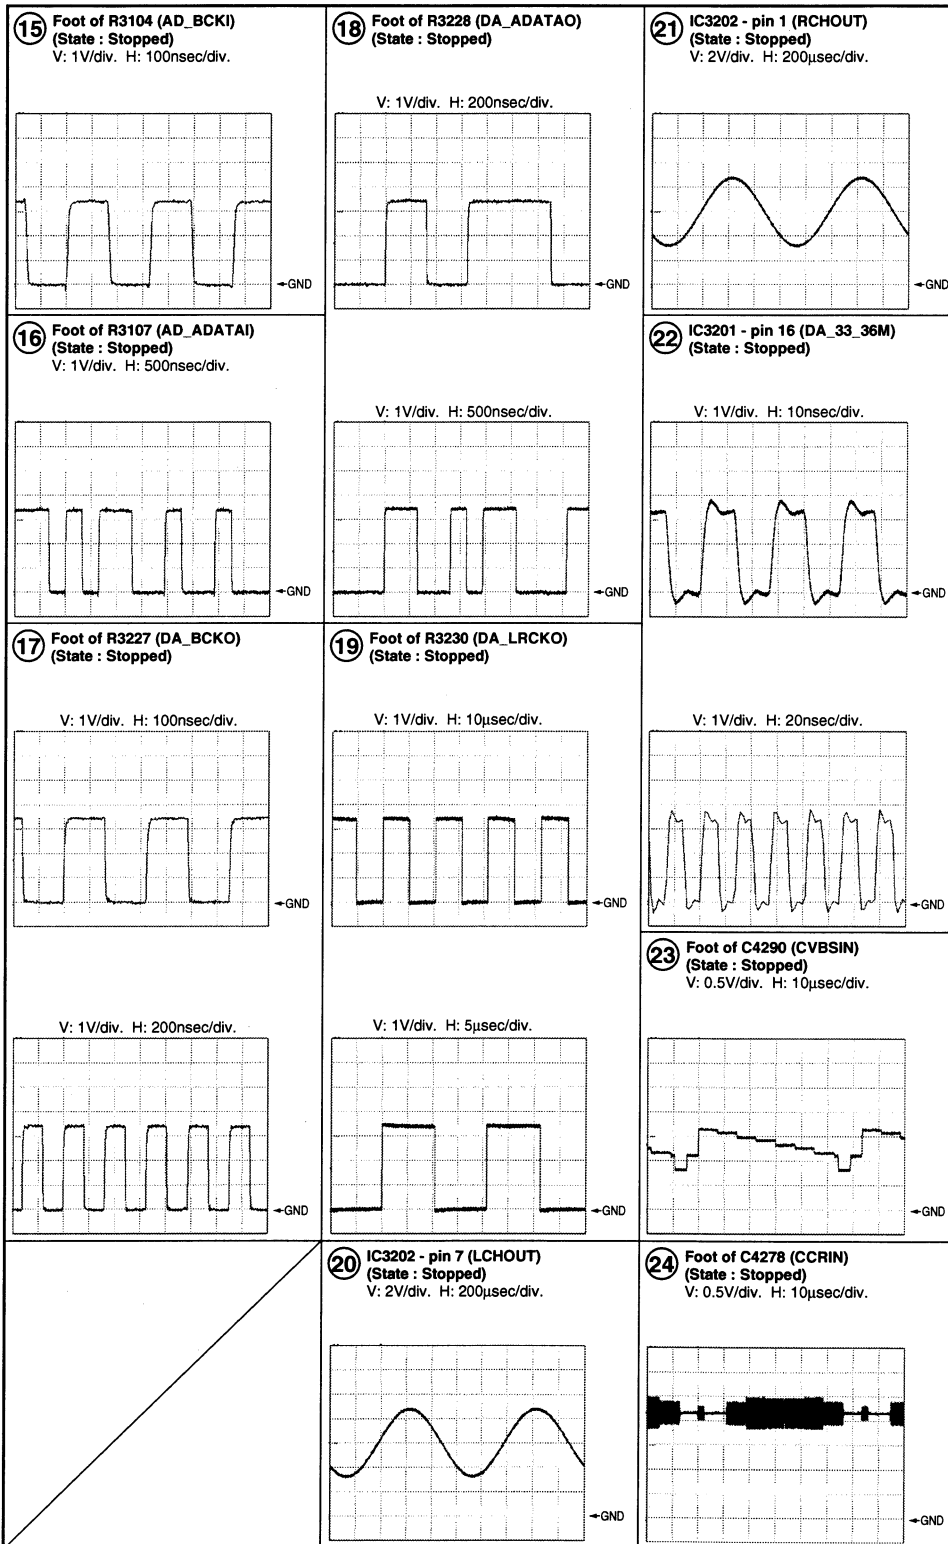 15 Foot of R3104 (AD_BCKI)
(State : Stopped)
V: 1V/div. H: 100nsec/div.
GND
16 Foot of R3107 (AD_ADATAI)
(State : Stopped)
V: 1V/div. H: 500nsec/div.
GND
17 Foot of R3227 (DA_BCKO)
(State : Stopped)
V: 1V/div. H: 100nsec/div.
GND
V: 1V/div. H: 200nsec/div.
GND
18 Foot of R3228 (DA_ADATAO)
(State : Stopped)
V: 1V/div. H: 200nsec/div.
GND
V: 1V/div. H: 500nsec/div.
GND
19 Foot of R3230 (DA_LRCKO)
(State : Stopped)
V: 1V/div. H: 10µsec/div.
GND
V: 1V/div. H: 5µsec/div.
GND
20 IC3202 - pin 7 (LCHOUT)
(State : Stopped)
V: 2V/div. H: 200µsec/div.
GND
21 IC3202 - pin 1 (RCHOUT)
(State : Stopped)
V: 2V/div. H: 200µsec/div.
GND
22 IC3201 - pin 16 (DA_33_36M)
(State : Stopped)
V: 1V/div. H: 10nsec/div.
GND
V: 1V/div. H: 20nsec/div.
GND
23 Foot of C4290 (CVBSIN)
(State : Stopped)
V: 0.5V/div. H: 10µsec/div.
GND
24 Foot of C4278 (CCRIN)
(State : Stopped)
V: 0.5V/div. H: 10µsec/div.
GND